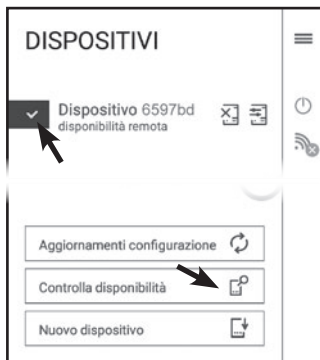 DISPOSITIVI
Dispositivo 6597bd
disponibilità remota
Aggiornamenti configurazione
Controlla disponibilità
Nuovo dispositivo